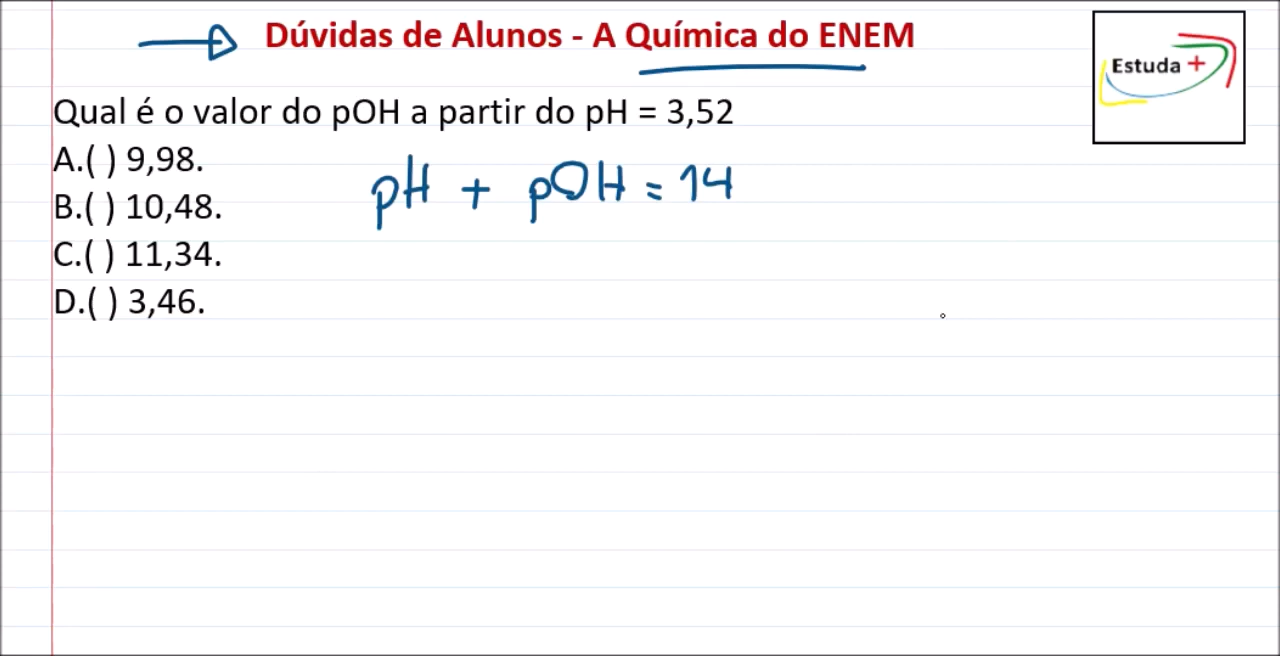 Dúvidas de Alunos - A Química do ENEM
Estuda +
Qual é o valor do pOH a partir do pH = 3,52
A.( ) 9,98.
pH + pOH = 14
B.( ) 10,48.
C.( ) 11,34.
D.( ) 3,46.